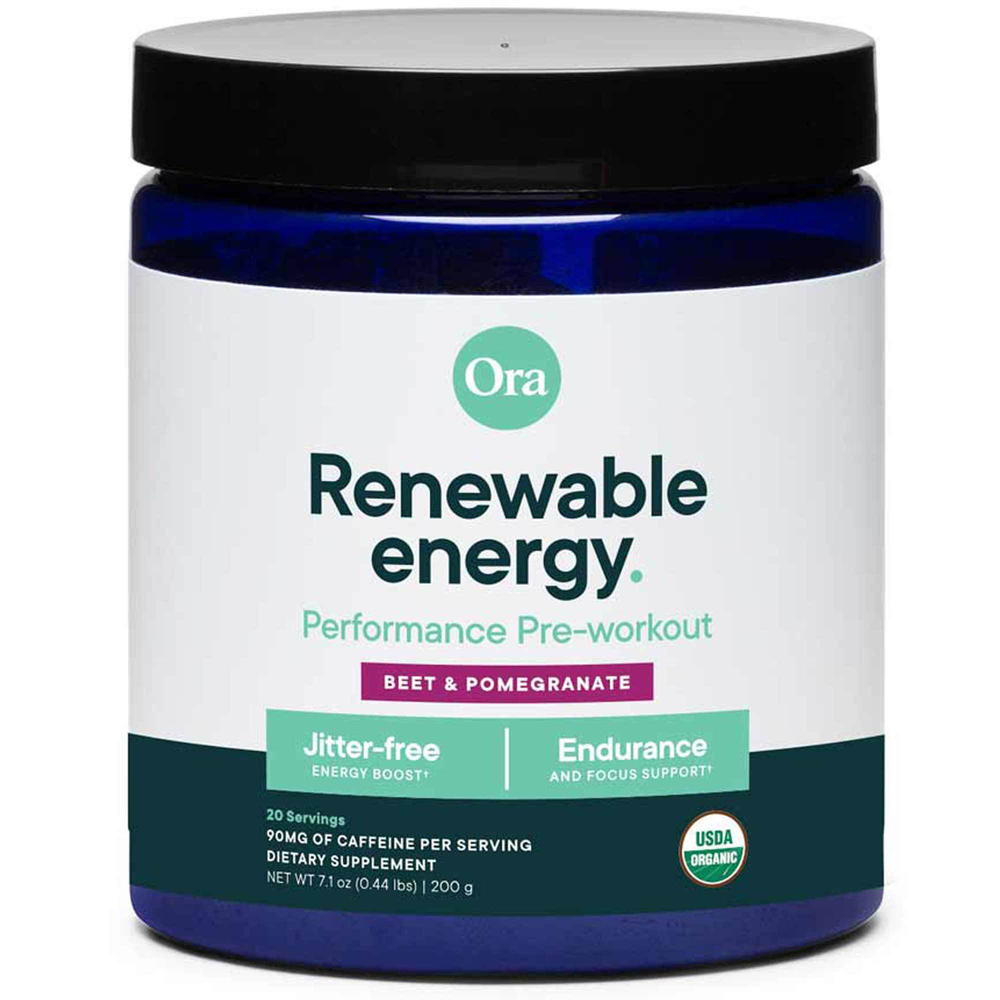 Ora
Renewable
energy.
Performance Pre-workout
BEET & POMEGRANATE
Jitter-free
ENERGY BOOST†
Endurance
AND FOCUS SUPPORT†
20 Servings
90MG OF CAFFEINE PER SERVING
DIETARY SUPPLEMENT
NET WT 7.1 oz (0.44 lbs) | 200 g
USDA
ORGANIC